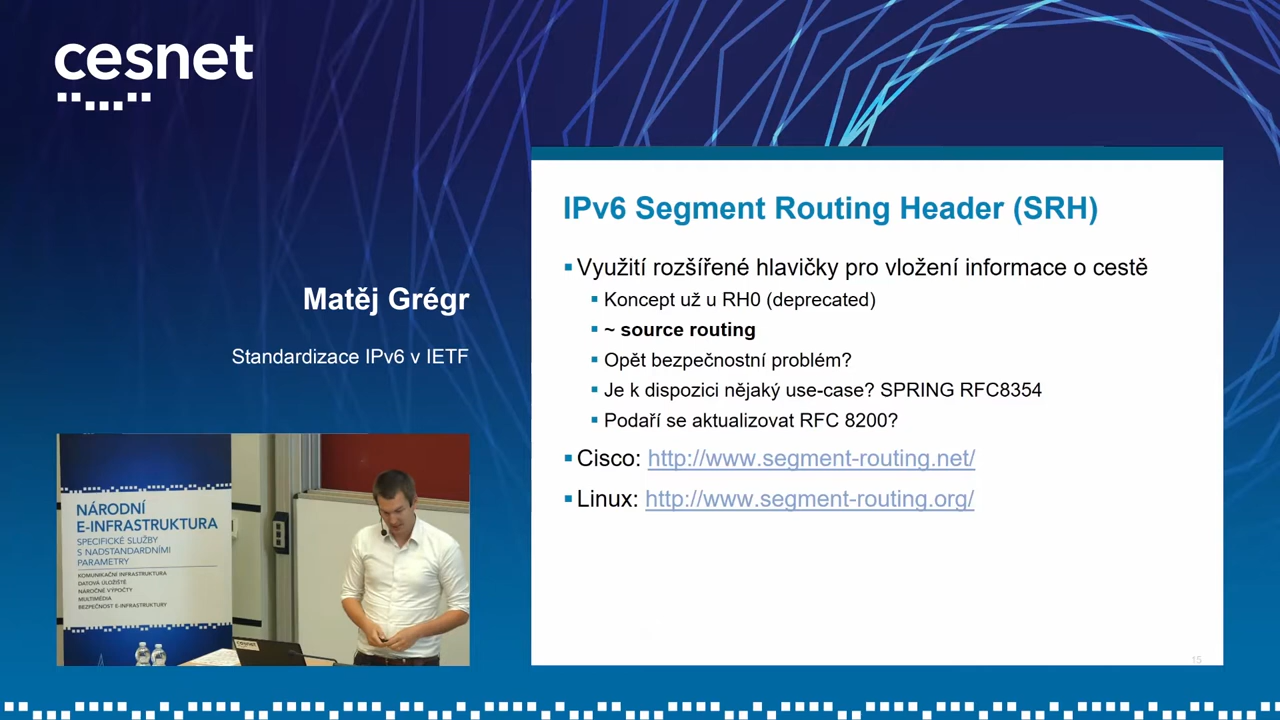 cesnet
Matěj Grégr
Standardizace IPv6 v IETF
NÁRODNÍ
E-INFRASTRUKTURA
SPECIFICKÉ SLUŽBY
S NADSTANDARDNÍMI
PARAMETRY
KOMUNIKAČNÍ INFRASTRUKTURA
DATOVÁ ÚLOŽIŠTĚ
NÁROČNÉ VÝPOČTY
MULTIMÉDIA
BEZPEČNOST E-INFRASTRUKTURY
cesnet
IPv6 Segment Routing Header (SRH)
Využití rozšířené hlavičky pro vložení informace o cestě
Koncept už u RH0 (deprecated)
~ source routing
Opět bezpečnostní problém?
Je k dispozici nějaký use-case? SPRING RFC8354
Podaří se aktualizovat RFC 8200?
Cisco: http://www.segment-routing.net/
Linux: http://www.segment-routing.org/
15